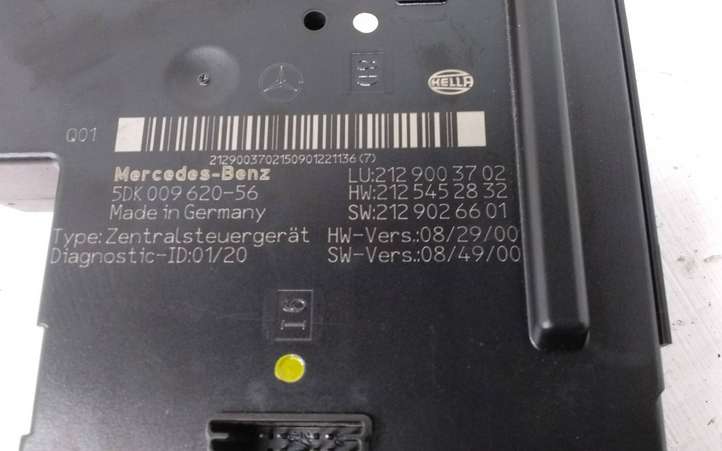 HELLA
Q01
2129003702150901221136 (7)
Mercedes-Benz LU:212 900 37 02
5DK 009 620-56 HW:212 545 28 32
Made in Germany SW:212 902 66 01
Type: Zentralsteuergerät HW-Vers.:08/29/00
Diagnostic-ID:01/20 SW-Vers.:08/49/00